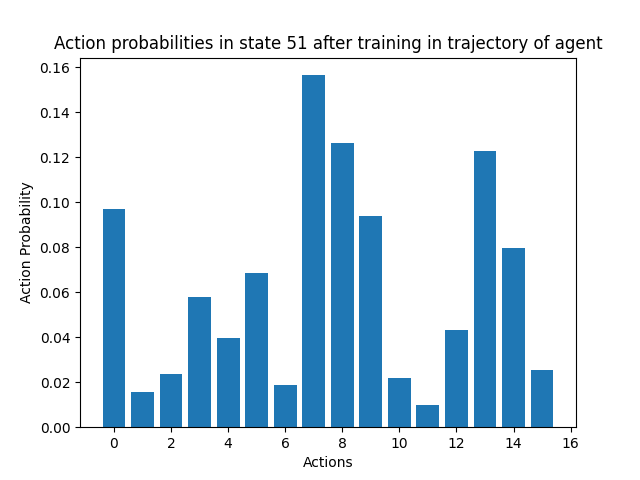 Action probabilities in state 51 after training in trajectory of agent
0.16
0.14
0.12
0.10
0.08
0.06
0.04
0.02
0.00
Action Probability
0 2 4 6 8 10 12 14 16
Actions